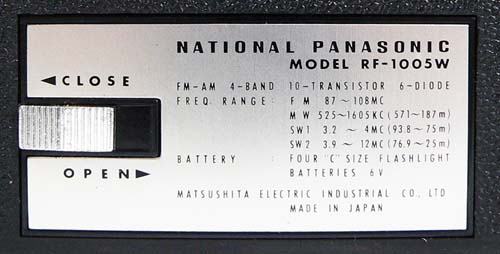 NATIONAL PANASONIC
MODEL RF-1005W
◄CLOSE
FM-AM 4-BAND 10-TRANSISTOR 6-DIODE
FREQ. RANGE: FM 87~108MC
MW 525~1605KC (571~187m)
SW1 3.2~4MC (93.8~75m)
SW2 3.9~12MC (76.9~25m)
BATTERY : FOUR "C" SIZE FLASHLIGHT
BATTERIES 6V
OPEN►
MATSUSHITA ELECTRIC INDUSTRIAL CO., LTD
MADE IN JAPAN